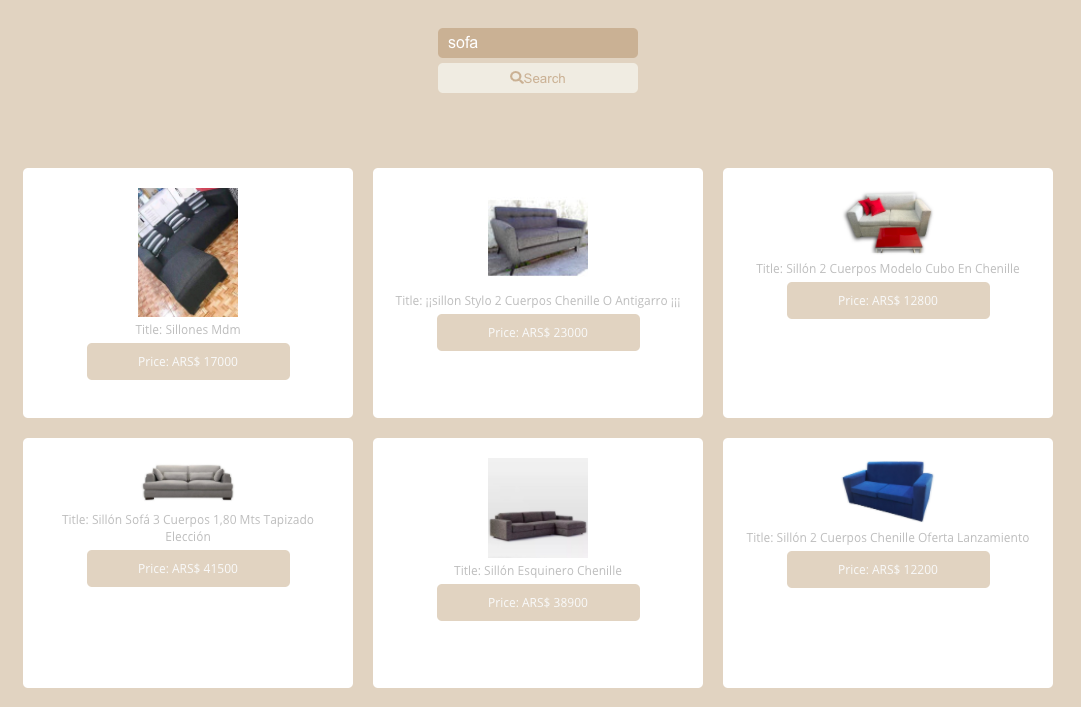 sofa
Search
Title: Sillones Mdm
Price: ARS$ 17000
Title: ¡¡sillon Stylo 2 Cuerpos Chenille O Antigarro ¡¡¡
Price: ARS$ 23000
Title: Sillón 2 Cuerpos Modelo Cubo En Chenille
Price: ARS$ 12800
Title: Sillón Sofá 3 Cuerpos 1,80 Mts Tapizado
Elección
Price: ARS$ 41500
Title: Sillón Esquinero Chenille
Price: ARS$ 38900
Title: Sillón 2 Cuerpos Chenille Oferta Lanzamiento
Price: ARS$ 12200